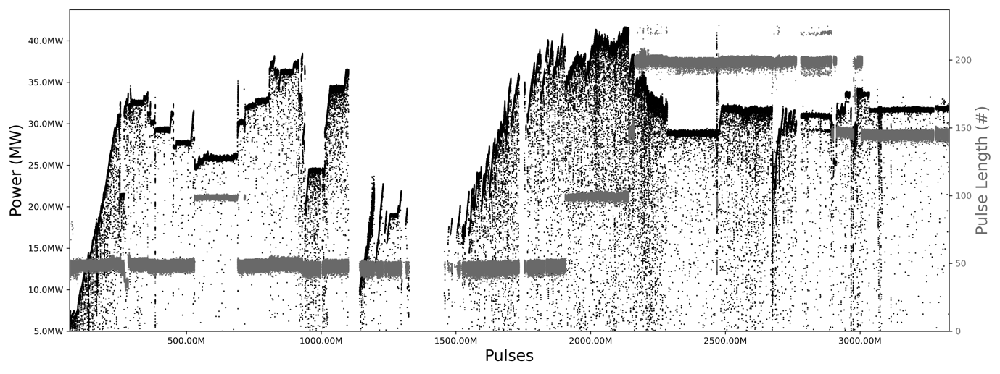 40.0MW
35.0MW
30.0MW
25.0MW
20.0MW
15.0MW
10.0MW
5.0MW
Power (MW)
200
150
100
50
0
Pulse Length (#)
500.00M 1000.00M 1500.00M 2000.00M 2500.00M 3000.00M
Pulses